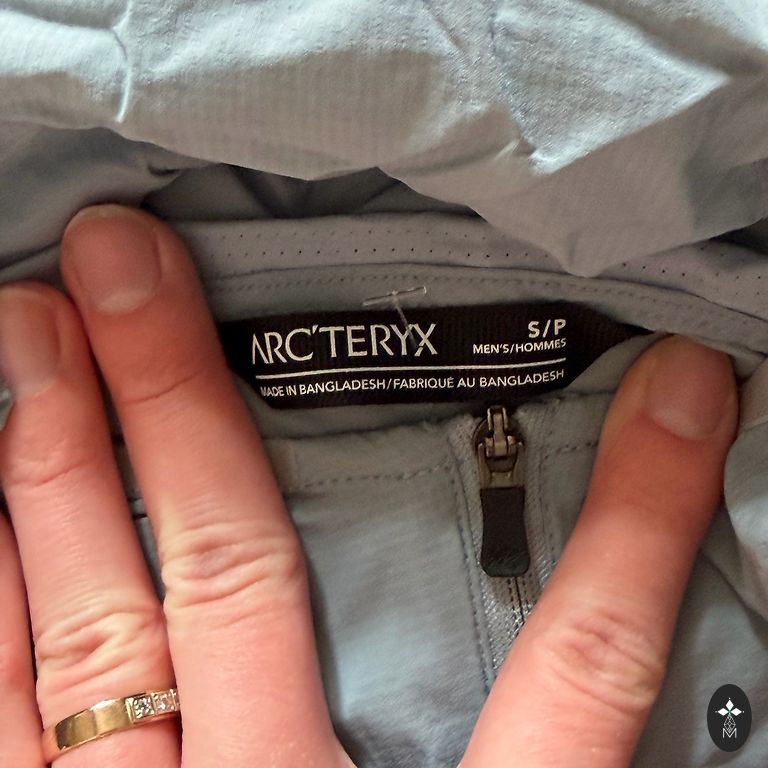 ARC'TERYX
S/P
MEN'S/HOMMES
MADE IN BANGLADESH/FABRIQUÉ AU BANGLADESH
M